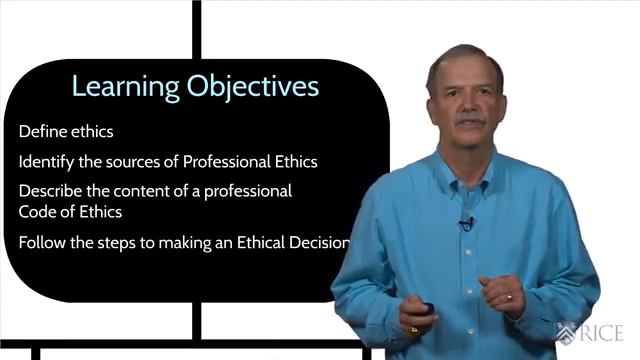 Learning Objectives
Define ethics
Identify the sources of Professional Ethics
Describe the content of a professional
Code of Ethics
Follow the steps to making an Ethical Decision
RICE